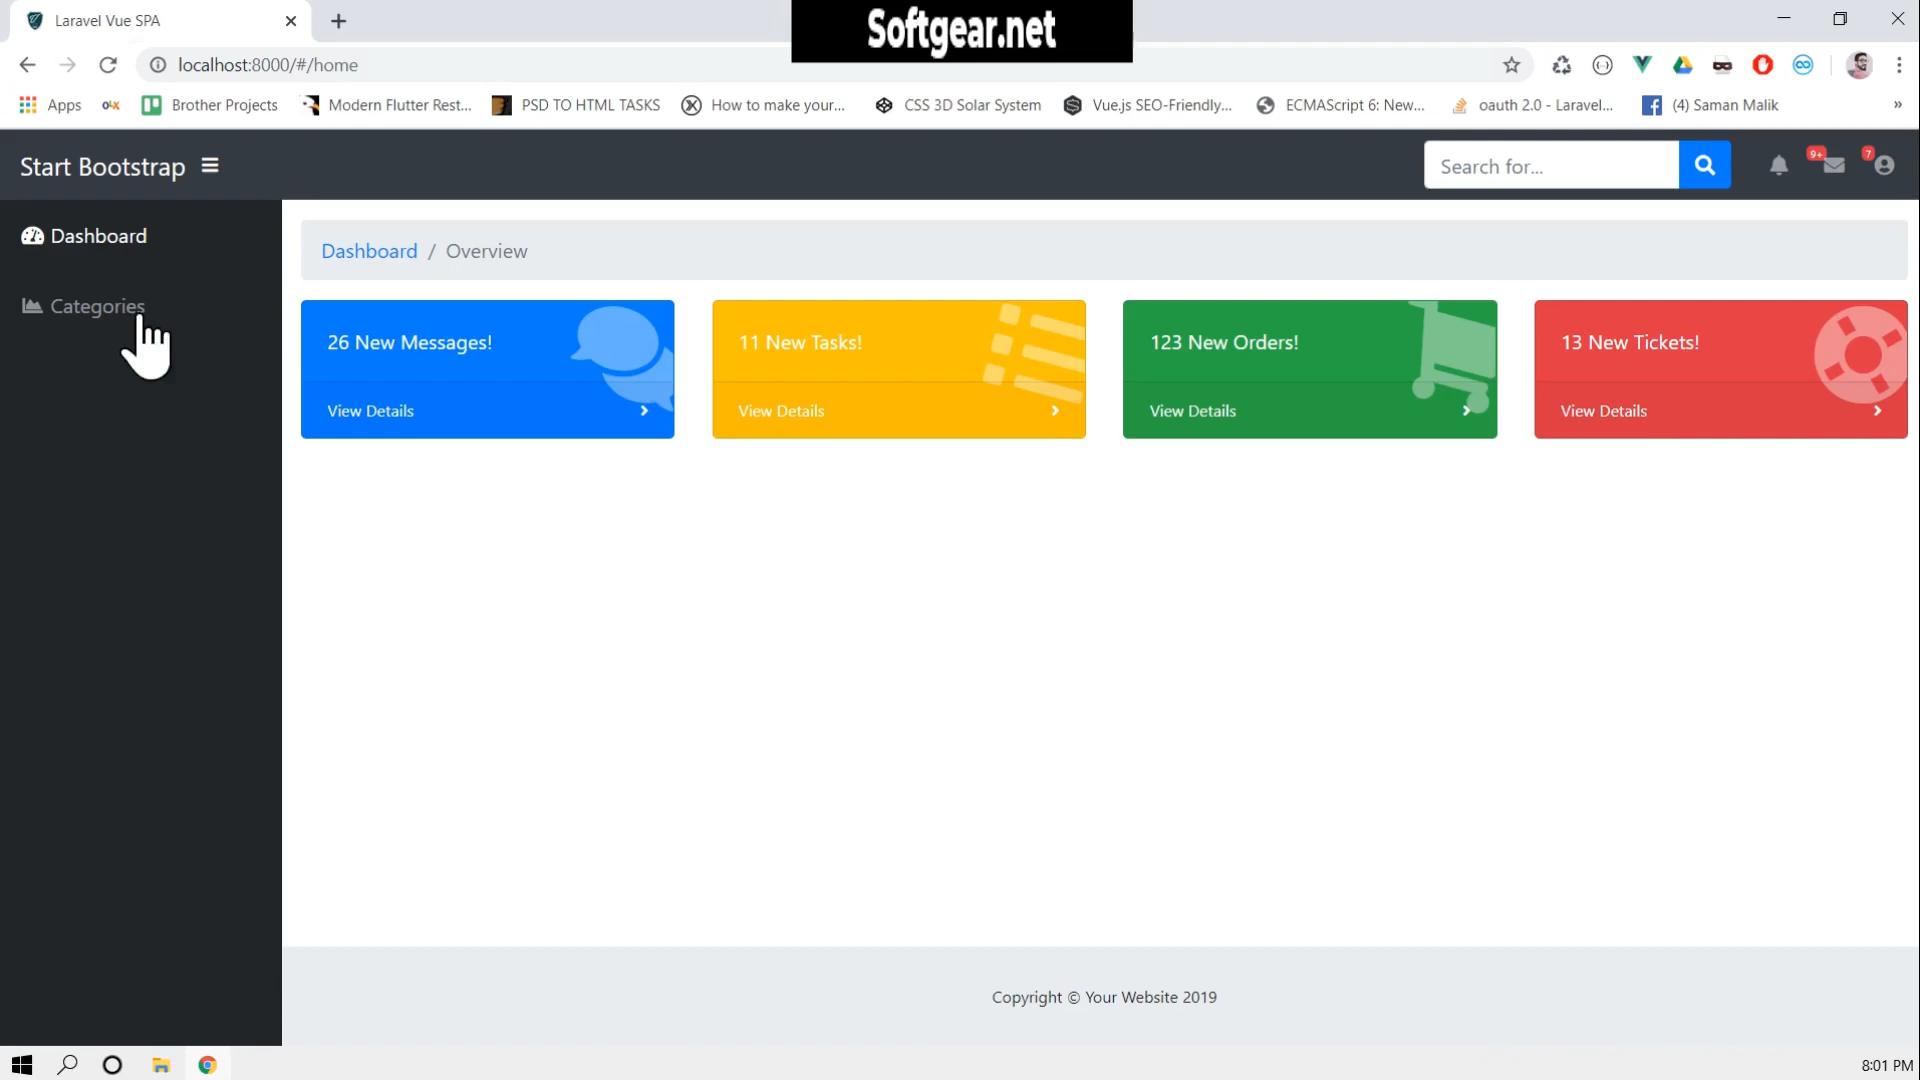 Laravel Vue SPA
Softgear.net
localhost:8000/#/home
Apps
OLX
Brother Projects
Modern Flutter Rest...
PSD TO HTML TASKS
How to make your...
CSS 3D Solar System
Vue.js SEO-Friendly...
ECMAScript 6: New...
oauth 2.0 - Laravel...
(4) Saman Malik
»
Start Bootstrap
Search for...
9+
7
Dashboard
Categories
Dashboard / Overview
26 New Messages!
View Details
11 New Tasks!
View Details
123 New Orders!
View Details
13 New Tickets!
View Details
Copyright © Your Website 2019
8:01 PM